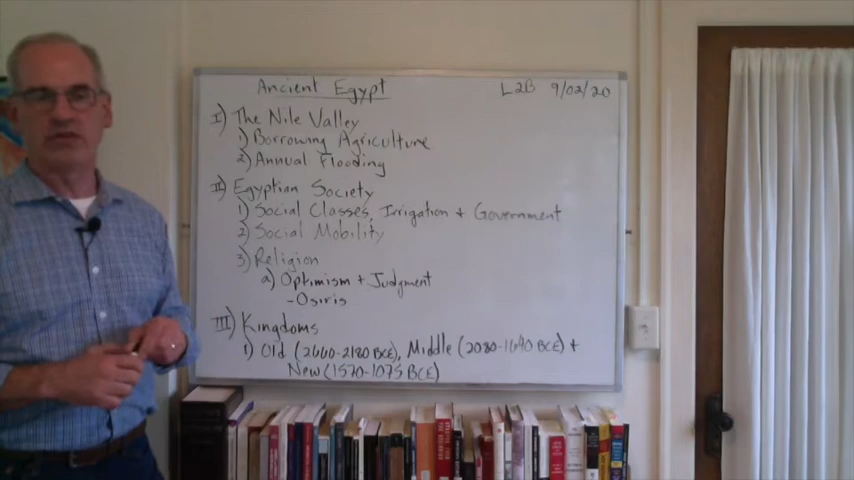 Ancient Egypt
L2B 9/02/20
I) The Nile Valley
1) Borrowing Agriculture
2) Annual Flooding
II) Egyptian Society
1) Social Classes, Irrigation + Government
2) Social Mobility
3) Religion
a) Optimism + Judgment
- Osiris
III) Kingdoms
1) Old (2660-2180 BCE), Middle (2080-1640 BCE) +
New (1570-1075 BCE)